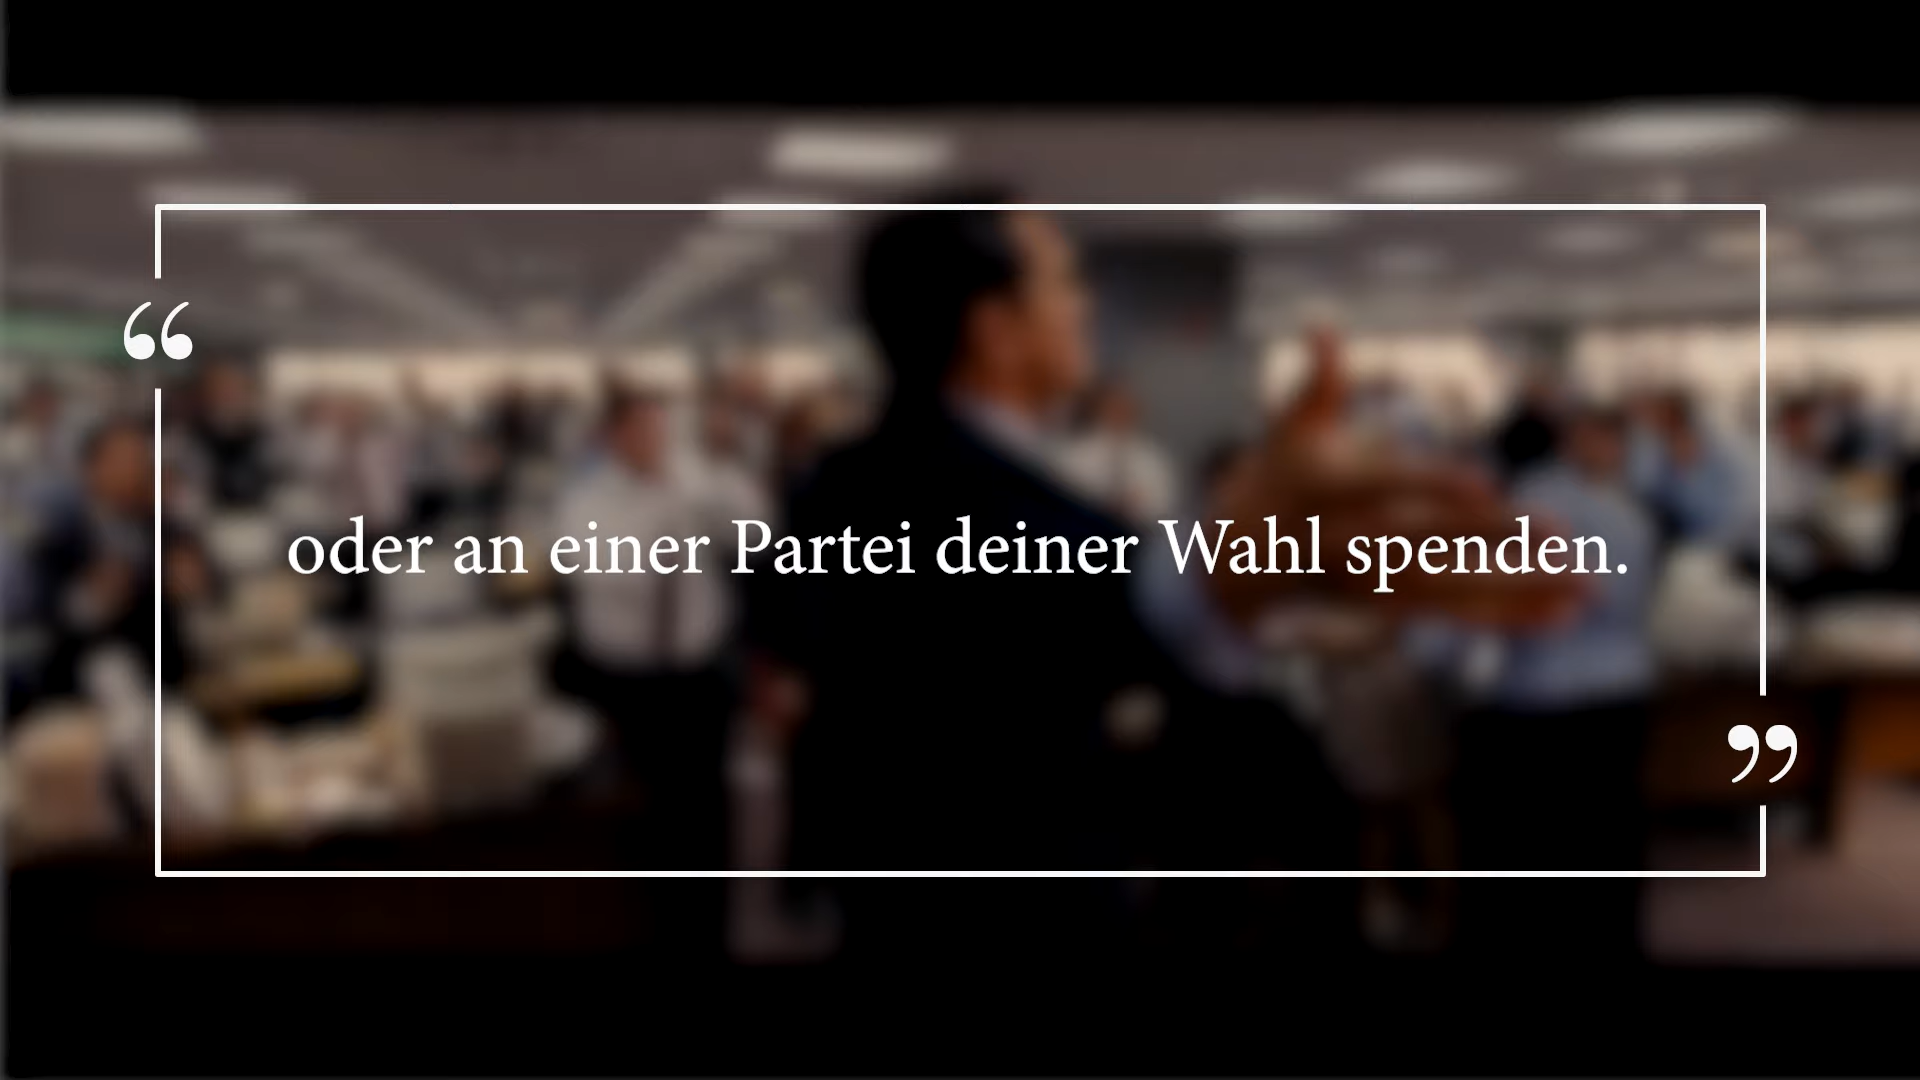 “
oder an einer Partei deiner Wahl spenden.
”